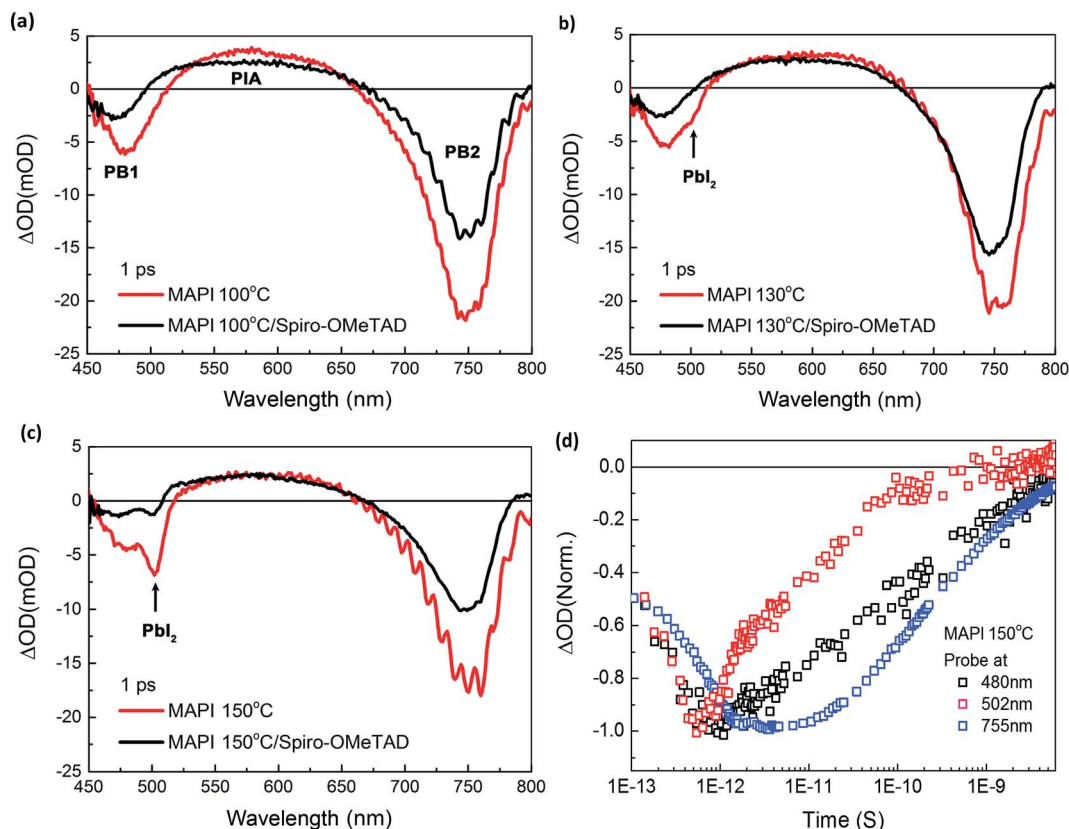 (a)
5
0
-5
-10
-15
-20
-25
ΔOD(mOD)
PIA
PB1
PB2
1 ps
MAPI 100°C
MAPI 100°C/Spiro-OMeTAD
450 500 550 600 650 700 750 800
Wavelength (nm)
(b)
5
0
-5
-10
-15
-20
-25
ΔOD(mOD)
PbI₂
1 ps
MAPI 130°C
MAPI 130°C/Spiro-OMeTAD
450 500 550 600 650 700 750 800
Wavelength (nm)
(c)
5
0
-5
-10
-15
-20
-25
ΔOD(mOD)
PbI₂
1 ps
MAPI 150°C
MAPI 150°C/Spiro-OMeTAD
450 500 550 600 650 700 750 800
Wavelength (nm)
(d)
0.0
-0.2
-0.4
-0.6
-0.8
-1.0
ΔOD(Norm.)
MAPI 150°C
Probe at
480nm
502nm
755nm
1E-13 1E-12 1E-11 1E-10 1E-9
Time (S)